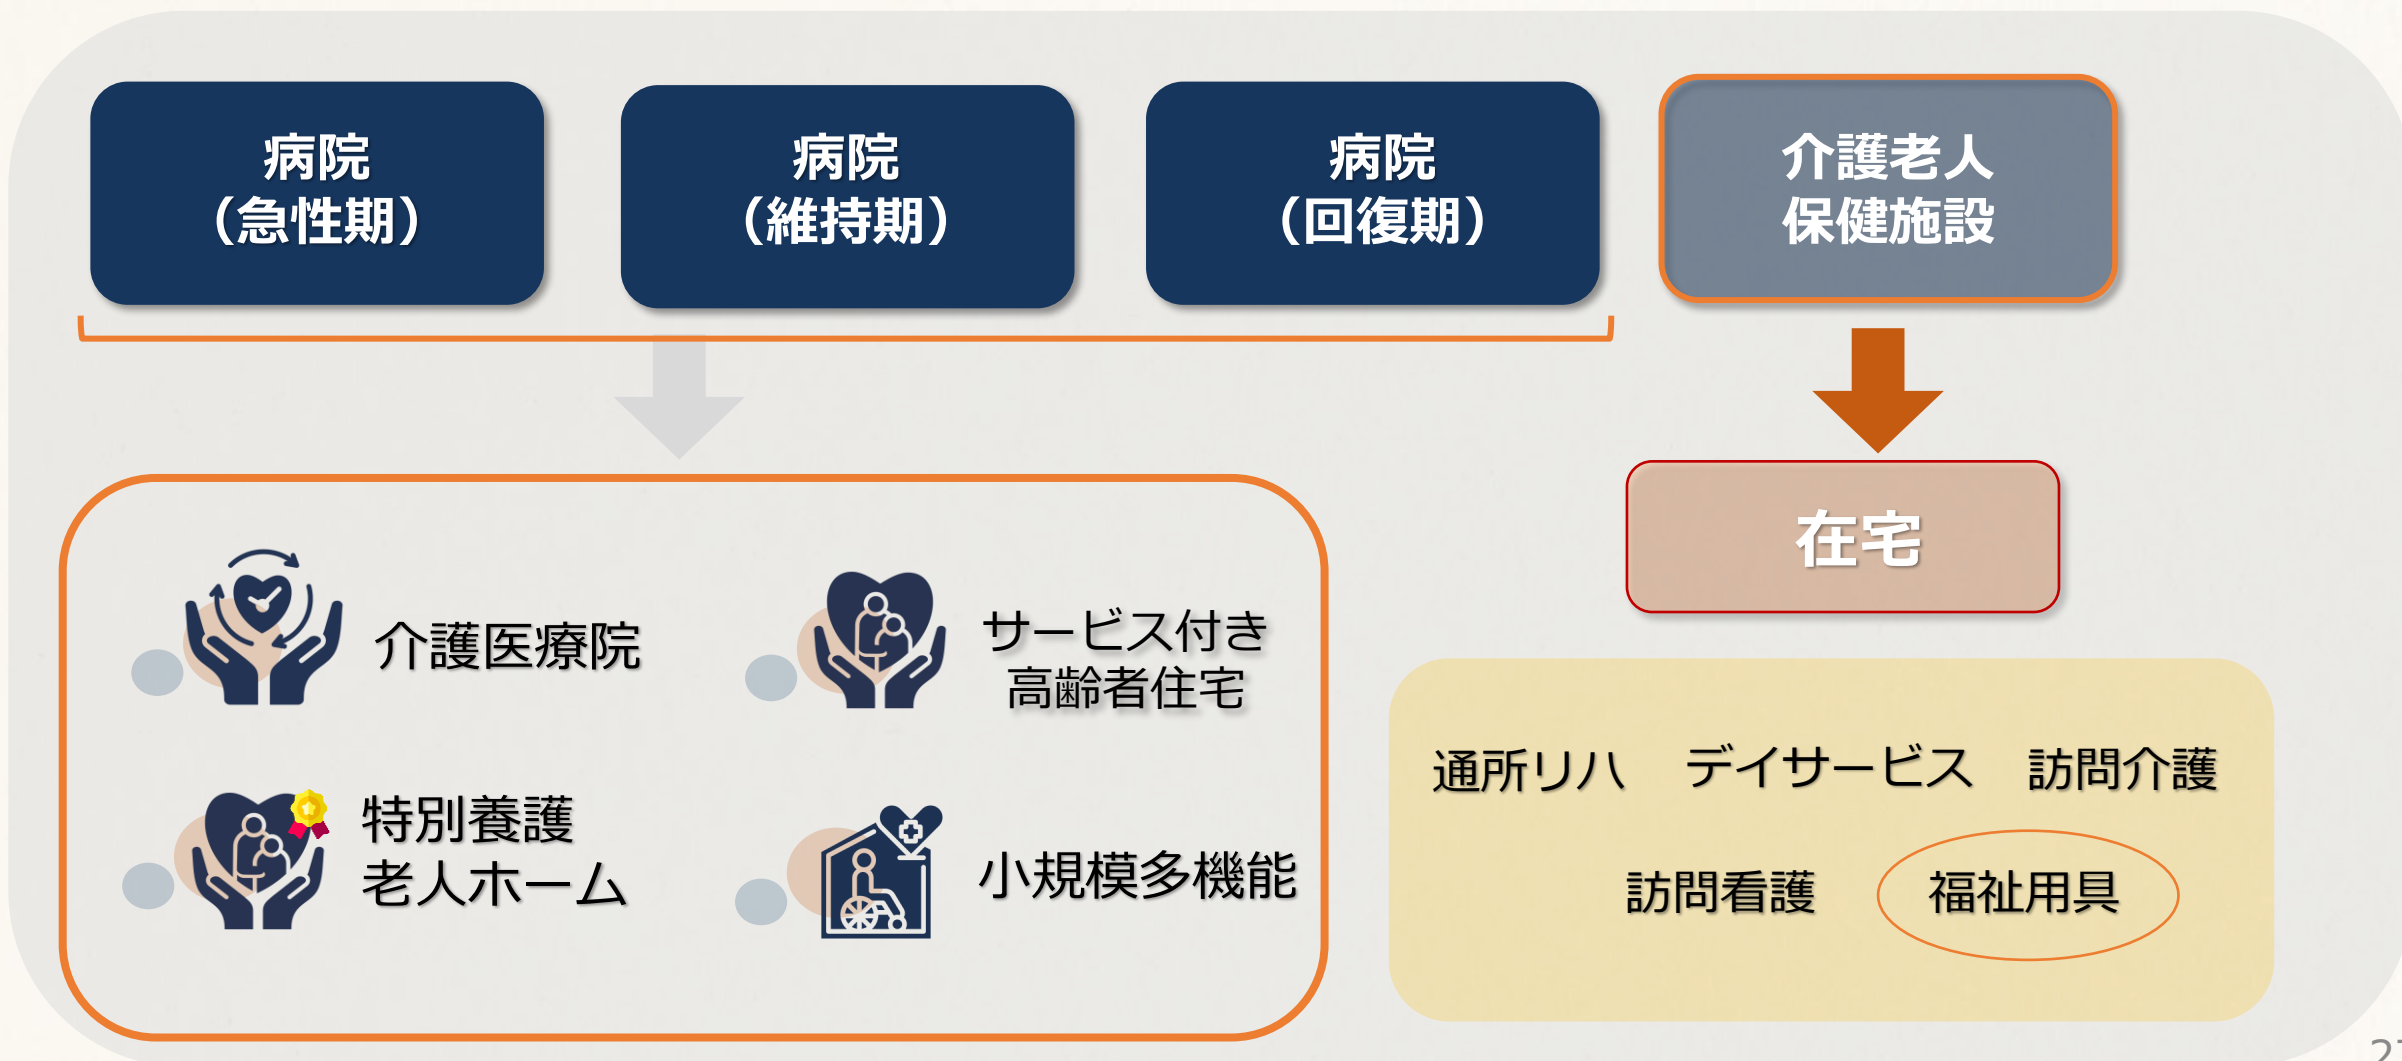 病院
（急性期）
病院
（維持期）
病院
（回復期）
介護老人
保健施設
在宅
介護医療院
サービス付き
高齢者住宅
特別養護
老人ホーム
小規模多機能
通所リハ
デイサービス
訪問介護
訪問看護
福祉用具